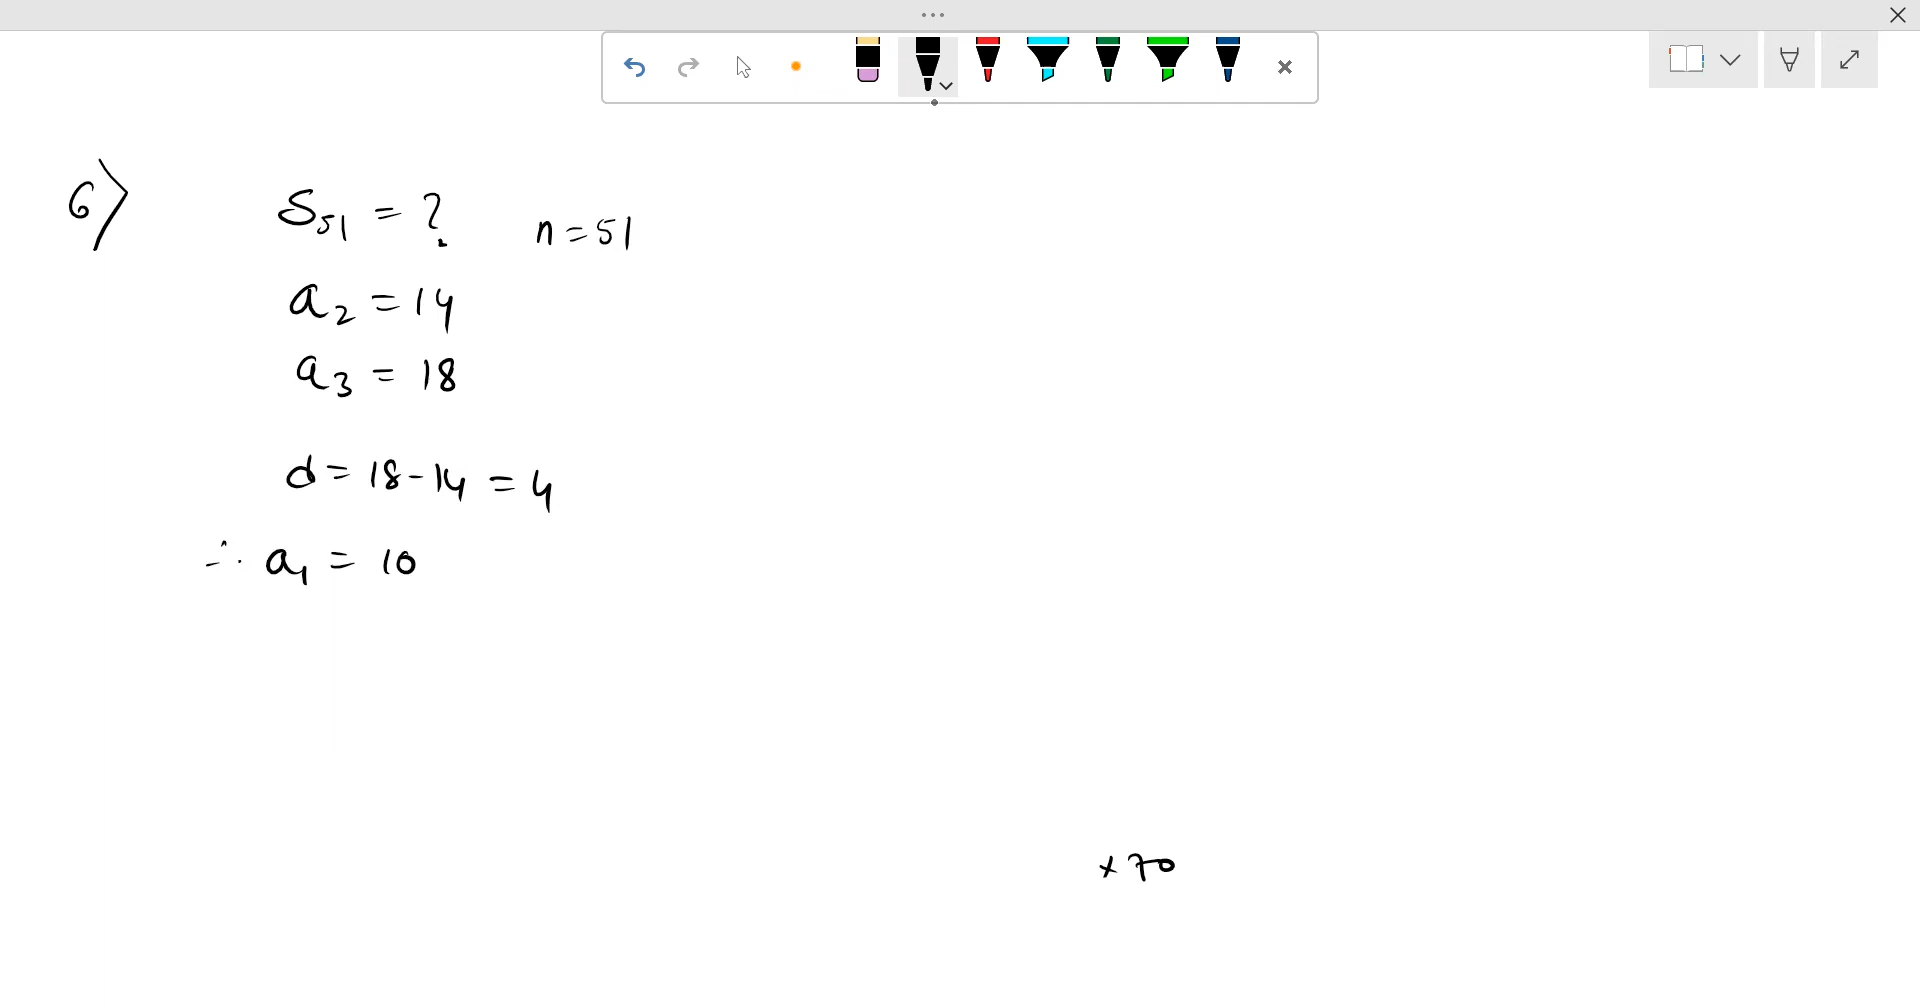 6) S₅₁ = ? n = 51
a₂ = 14
a₃ = 18
d = 18 - 14 = 4
∴ a₁ = 10
x 70